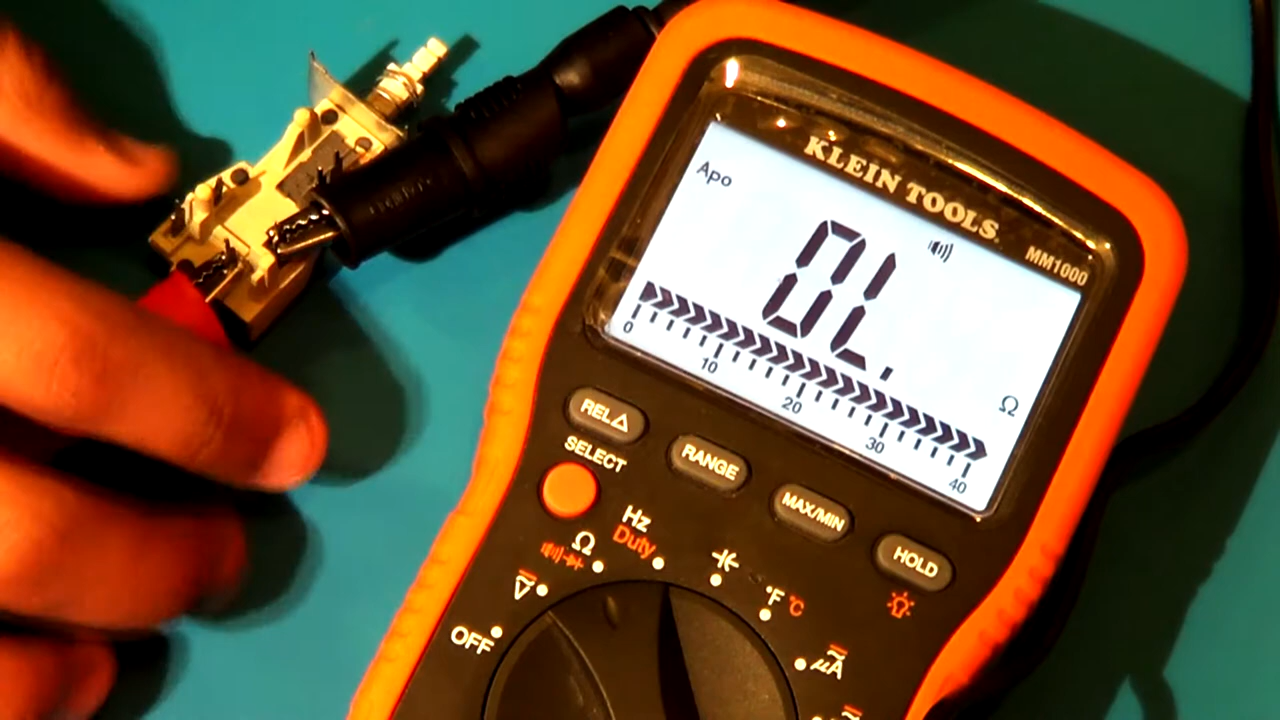 KLEIN TOOLS
MM1000
Apo
0L.
Ω
0 10 20 30 40
REL△
RANGE
MAX/MIN
HOLD
SELECT
Hz
Duty
Ω
V
°F °C
OFF
μA